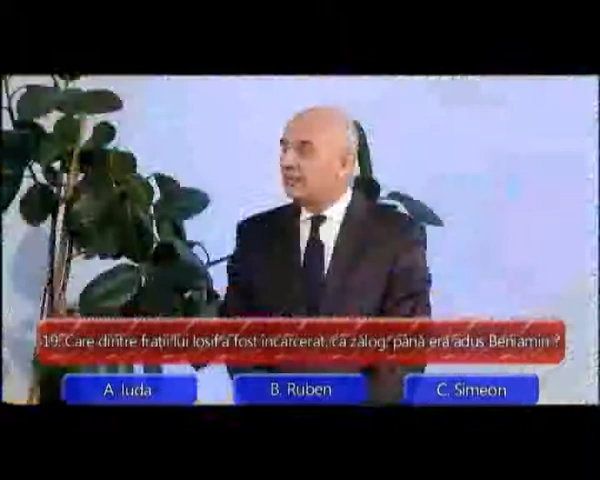 19. Care dintre frații lui Iosif a fost încarcerat, ca zălog, până era adus Beniamin ?
A. Iuda
B. Ruben
C. Simeon